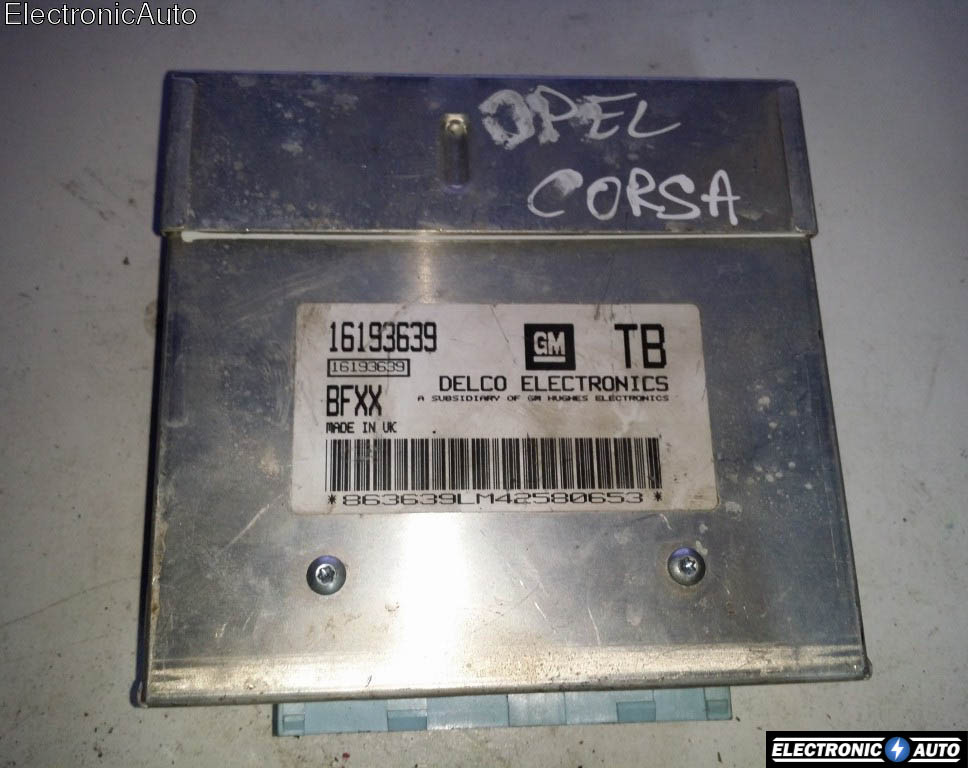 ElectronicAuto
OPEL
CORSA
16193639
GM
TB
16193639
DELCO ELECTRONICS
BFXX
A SUBSIDIARY OF GM HUGHES ELECTRONICS
MADE IN UK
*863639LM42580653*
ELECTRONIC AUTO